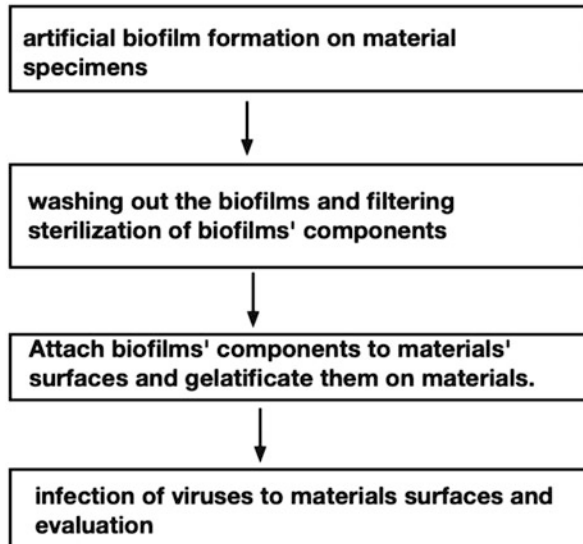 artificial biofilm formation on material
specimens
washing out the biofilms and filtering
sterilization of biofilms' components
Attach biofilms' components to materials'
surfaces and gelatificate them on materials.
infection of viruses to materials surfaces and
evaluation